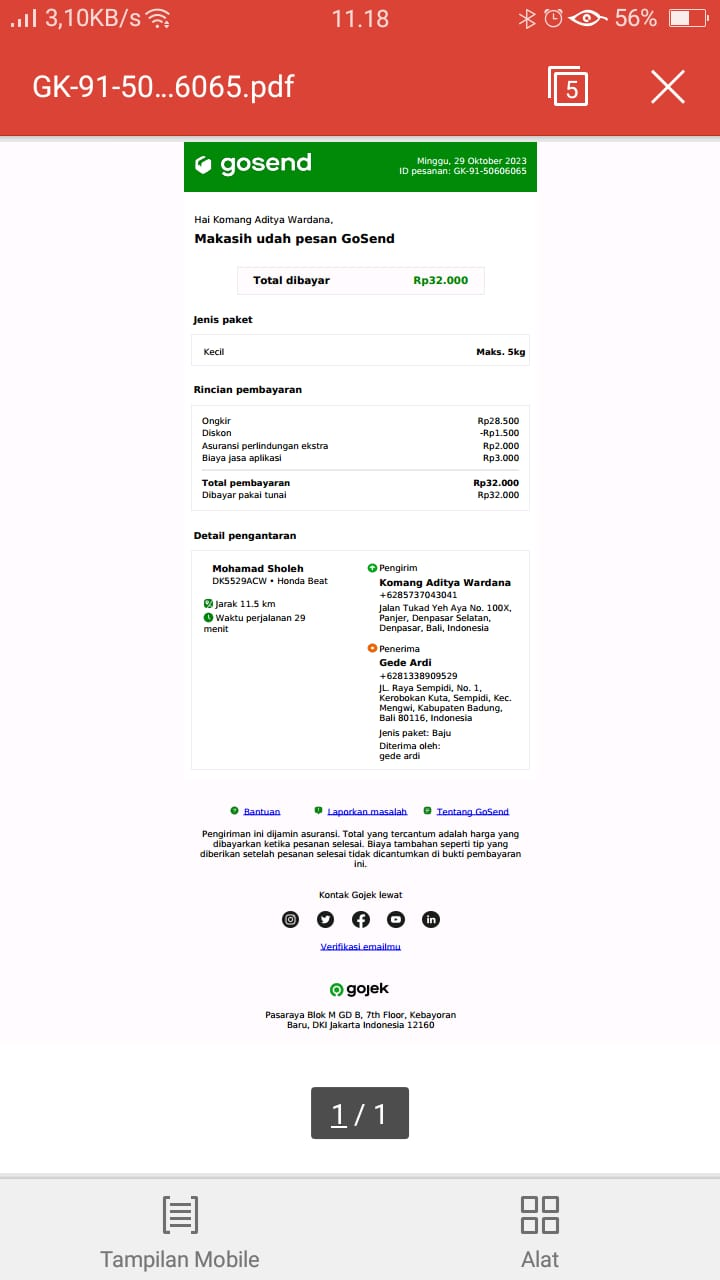 3,10KB/s
11.18
56%
GK-91-50...6065.pdf
5
gosend
Minggu, 29 Oktober 2023
ID pesanan: GK-91-50606065
Hai Komang Aditya Wardana,
Makasih udah pesan GoSend
Total dibayar Rp32.000
Jenis paket
Kecil Maks. 5kg
Rincian pembayaran
Ongkir Rp28.500
Diskon -Rp1.500
Asuransi perlindungan ekstra Rp2.000
Biaya jasa aplikasi Rp3.000
Total pembayaran Rp32.000
Dibayar pakai tunai Rp32.000
Detail pengantaran
Mohamad Sholeh
DK5529ACW • Honda Beat
Jarak 11.5 km
Waktu perjalanan 29
menit
Pengirim
Komang Aditya Wardana
+6285737043041
Jalan Tukad Yeh Aya No. 100X,
Panjer, Denpasar Selatan,
Denpasar, Bali, Indonesia
Penerima
Gede Ardi
+6281338909529
JL. Raya Sempidi, No. 1,
Kerobokan Kuta, Sempidi, Kec.
Mengwi, Kabupaten Badung,
Bali 80116, Indonesia
Jenis paket: Baju
Diterima oleh:
gede ardi
Bantuan
Laporkan masalah
Tentang GoSend
Pengiriman ini dijamin asuransi. Total yang tercantum adalah harga yang
dibayarkan ketika pesanan selesai. Biaya tambahan seperti tip yang
diberikan setelah pesanan selesai tidak dicantumkan di bukti pembayaran
ini.
Kontak Gojek lewat
in
Verifikasi emailmu
gojek
Pasaraya Blok M GD B, 7th Floor, Kebayoran
Baru, DKI Jakarta Indonesia 12160
1 / 1
Tampilan Mobile
Alat